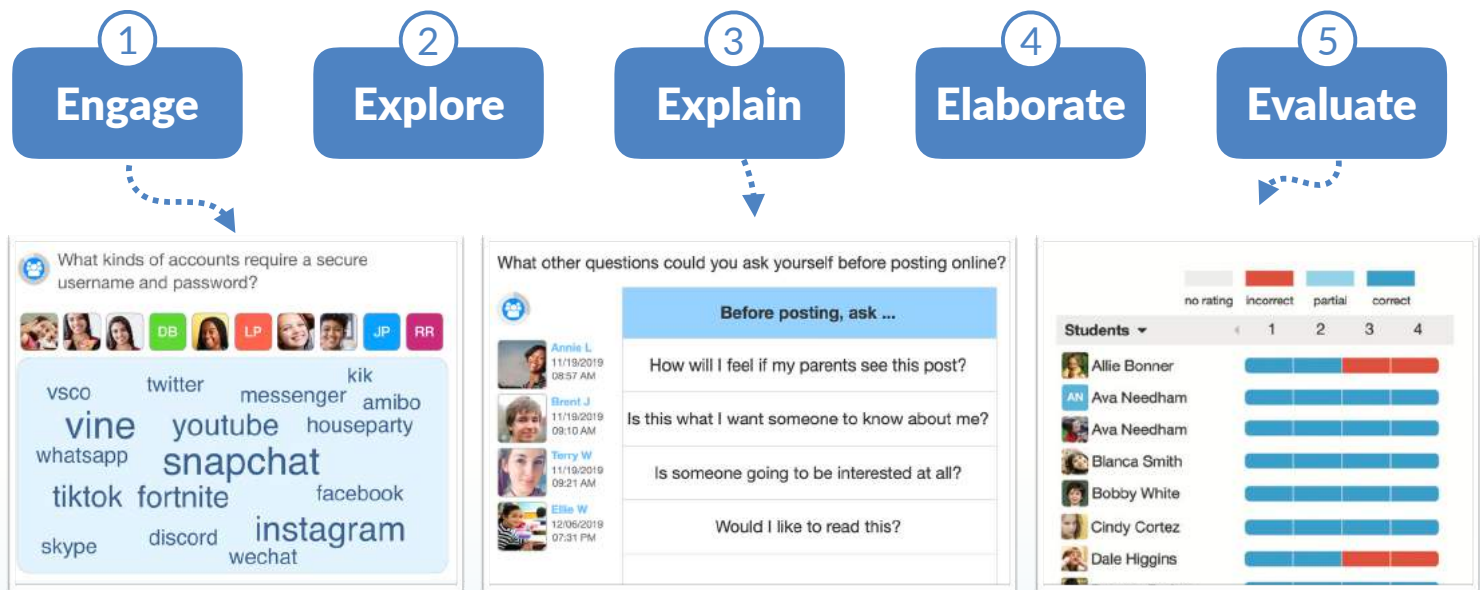 1
Engage
2
Explore
3
Explain
4
Elaborate
5
Evaluate
What kinds of accounts require a secure
username and password?
DB
LP
JP
RR
vsco
twitter
messenger
kik
amibo
vine
youtube
houseparty
whatsapp
snapchat
tiktok
fortnite
facebook
instagram
skype
discord
wechat
What other questions could you ask yourself before posting online?
Before posting, ask ...
Annie L
11/19/2019
08:57 AM
How will I feel if my parents see this post?
Brent J
11/19/2019
09:10 AM
Is this what I want someone to know about me?
Terry W
11/19/2019
09:21 AM
Is someone going to be interested at all?
Ellie W
12/06/2019
07:31 PM
Would I like to read this?
no rating incorrect partial correct
Students 1 2 3 4
Allie Bonner
AN Ava Needham
Ava Needham
Blanca Smith
Bobby White
Cindy Cortez
Dale Higgins